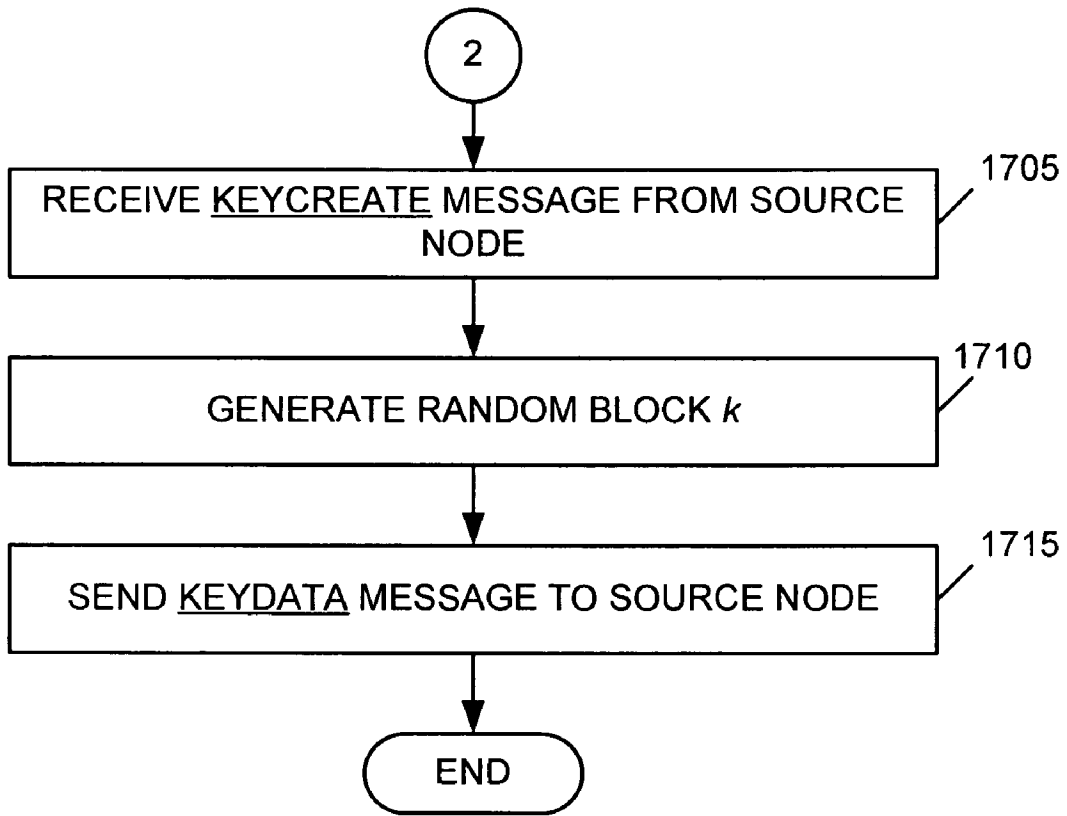 2
1705
RECEIVE KEYCREATE MESSAGE FROM SOURCE
NODE
1710
GENERATE RANDOM BLOCK k
1715
SEND KEYDATA MESSAGE TO SOURCE NODE
END